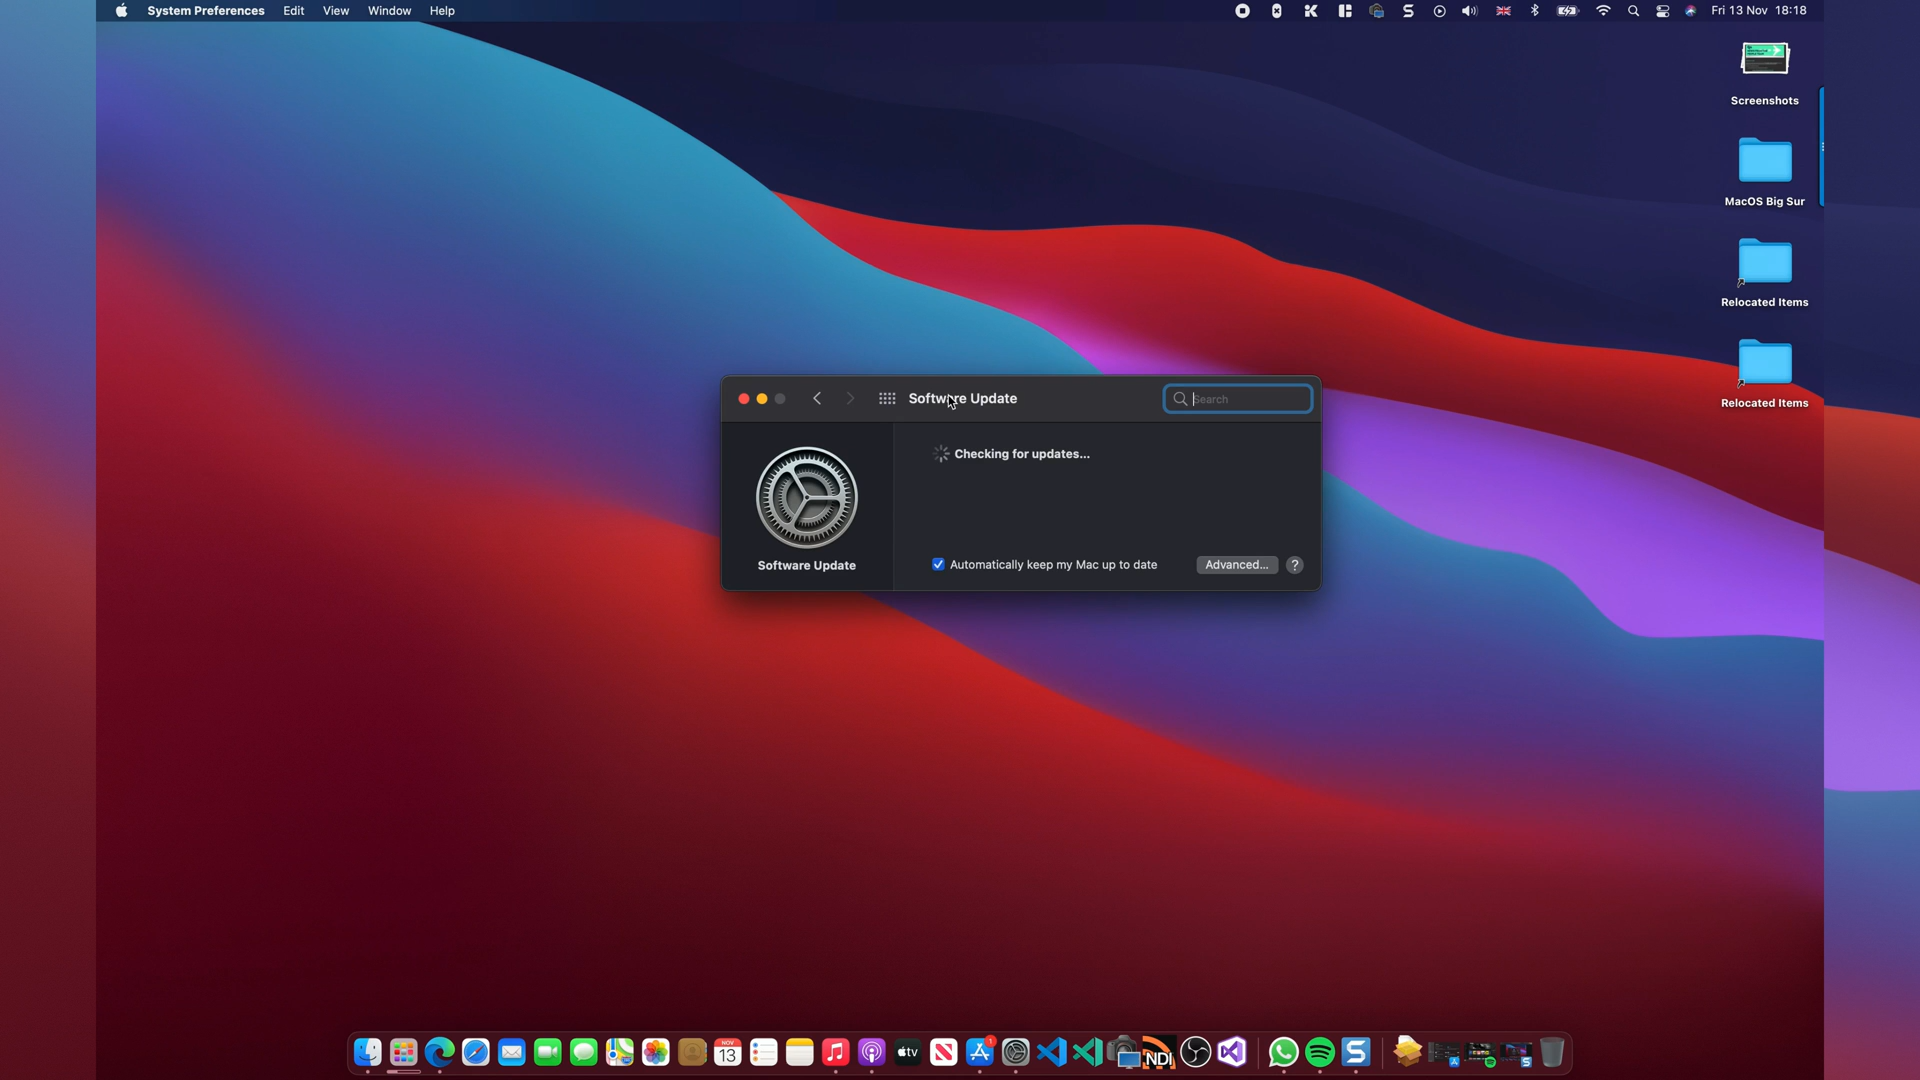 System Preferences Edit View Window Help
Fri 13 Nov 18:18
Screenshots
MacOS Big Sur
Relocated Items
Relocated Items
Software Update
Search
Checking for updates...
Software Update
Automatically keep my Mac up to date
Advanced...
?
NOV
13
tv
1
NDI